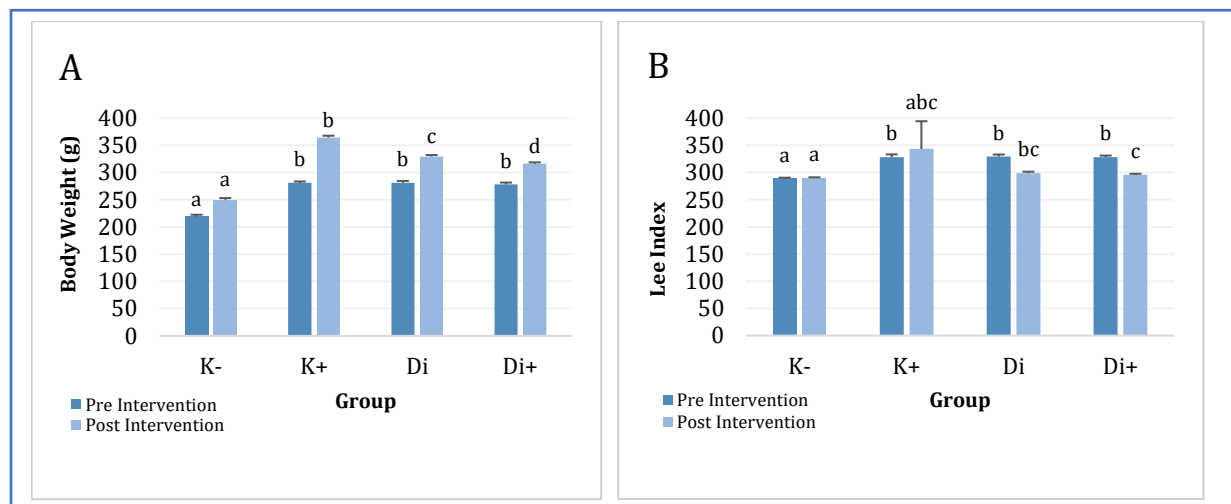 A
Body Weight (g)
400
350
300
250
200
150
100
50
0
a a b b b c b d
K- K+ Di Di+
Group
Pre Intervention
Post Intervention
B
Lee Index
400
350
300
250
200
150
100
50
0
a a b abc b bc b c
K- K+ Di Di+
Group
Pre Intervention
Post Intervention